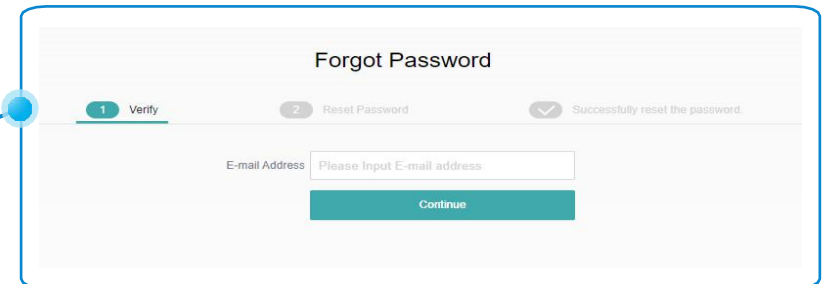 Forgot Password
1 Verify 2 Reset Password Successfully reset the password.
E-mail Address Please Input E-mail address
Continue